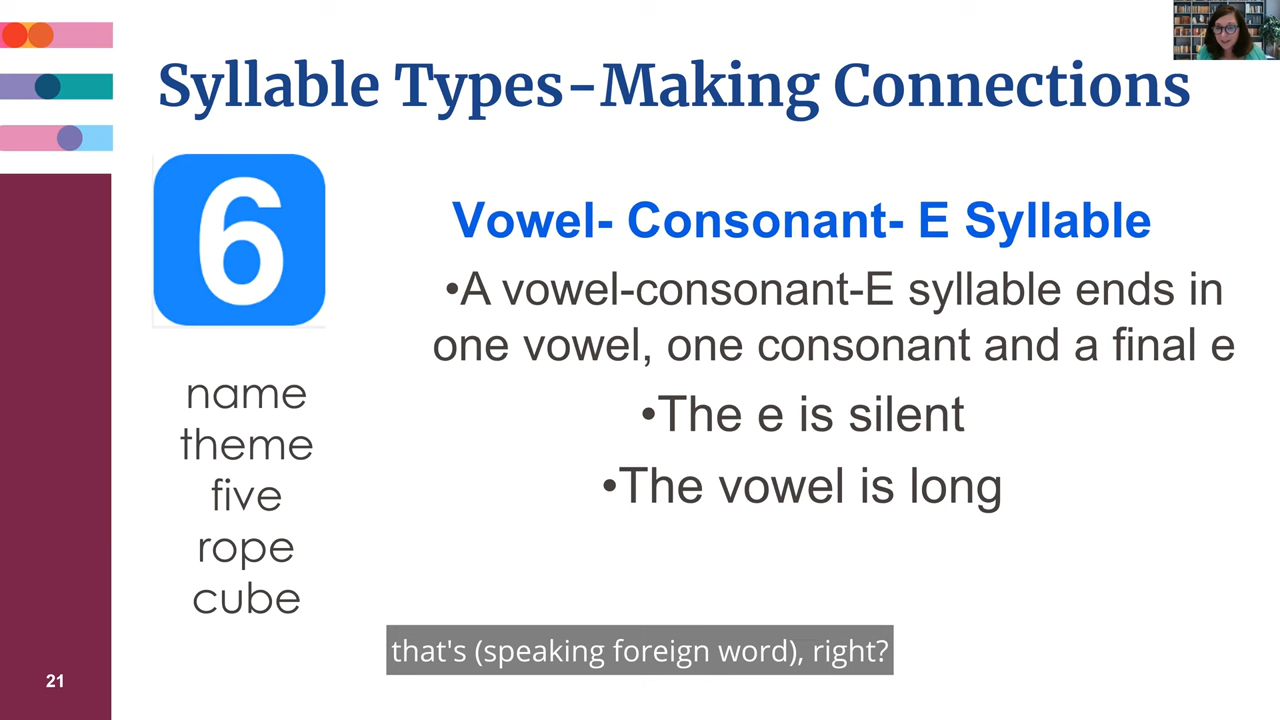 Syllable Types-Making Connections
6
Vowel- Consonant- E Syllable
•A vowel-consonant-E syllable ends in
one vowel, one consonant and a final e
•The e is silent
•The vowel is long
name
theme
five
rope
cube
that's (speaking foreign word), right?
21